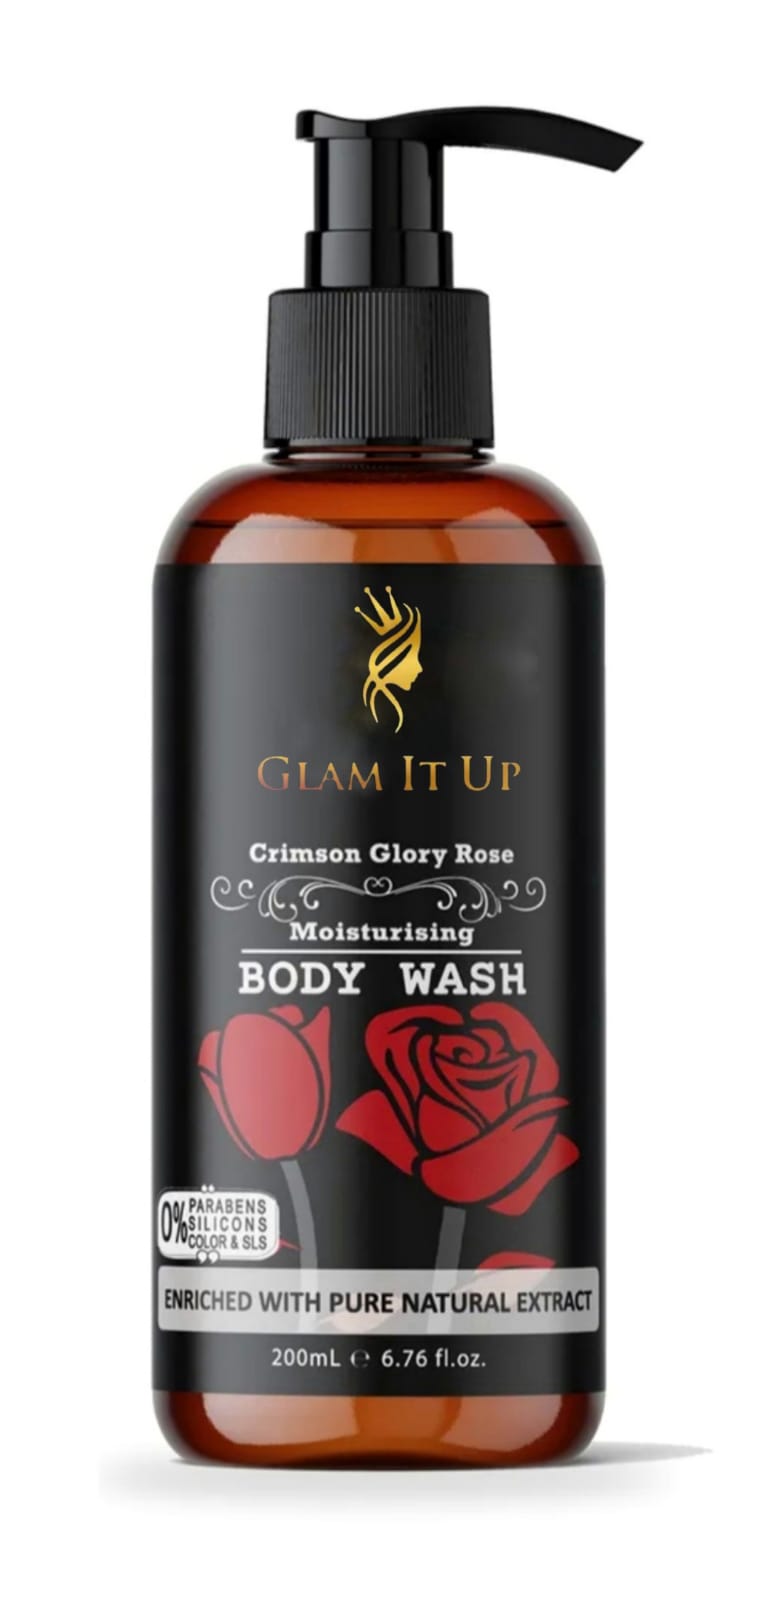 GLAM IT UP
Crimson Glory Rose
Moisturising
BODY WASH
0% PARABENS
SILICONS
COLOR & SLS
ENRICHED WITH PURE NATURAL EXTRACT
200mL ℮ 6.76 fl.oz.